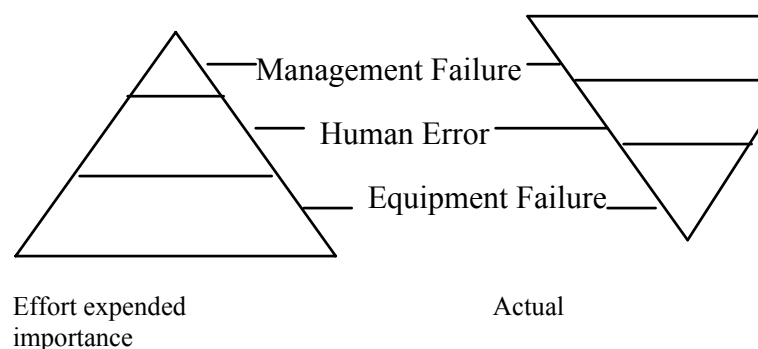 Management Failure
Human Error
Equipment Failure
Effort expended
importance
Actual